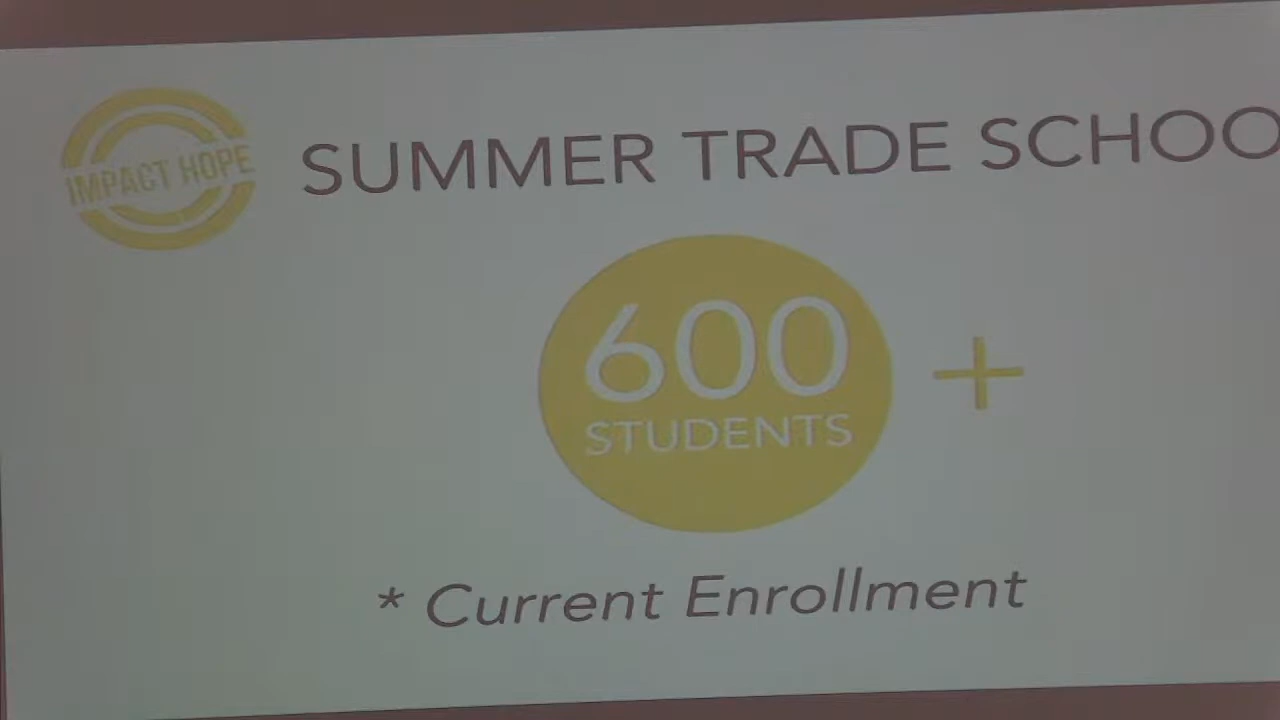 IMPACT HOPE
SUMMER TRADE SCHOO
600
STUDENTS
+
* Current Enrollment